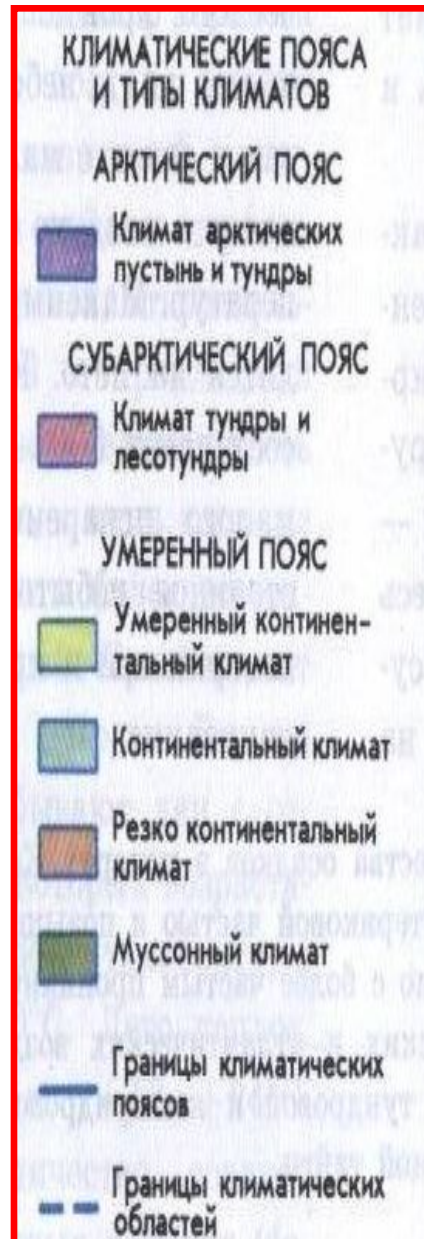 КЛИМАТИЧЕСКИЕ ПОЯСА
И ТИПЫ КЛИМАТОВ
АРКТИЧЕСКИЙ ПОЯС
Климат арктических
пустынь и тундры
СУБАРКТИЧЕСКИЙ ПОЯС
Климат тундры и
лесотундры
УМЕРЕННЫЙ ПОЯС
Умеренный континен-
тальный климат
Континентальный климат
Резко континентальный
климат
Муссонный климат
Границы климатических
поясов
Границы климатических
областей